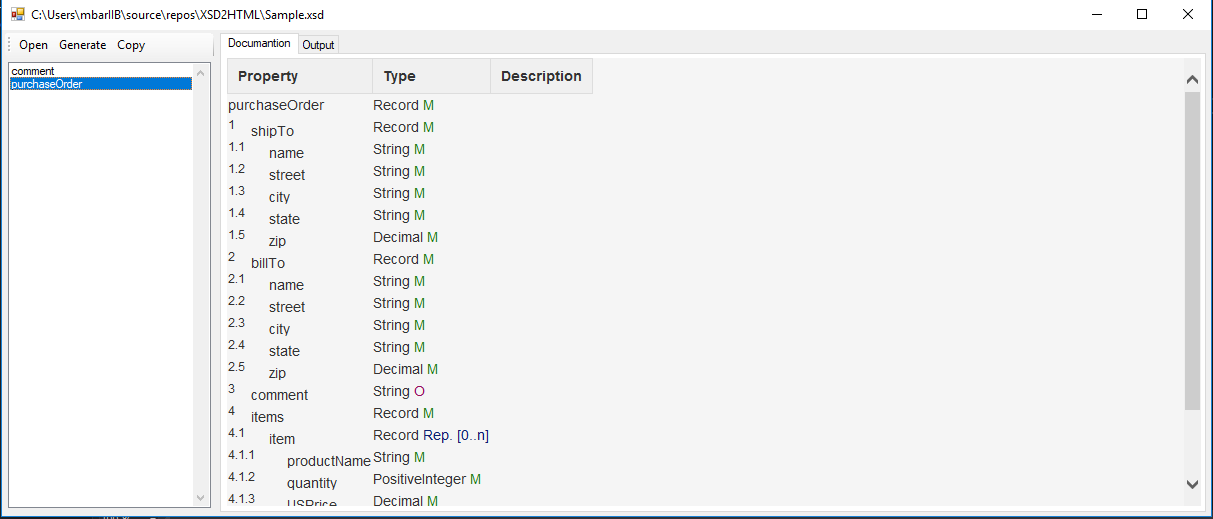 C:\Users\mbarIIB\source\repos\XSD2HTML\Sample.xsd
Open Generate Copy
Documantion Output
comment
purchaseOrder
Property Type Description
purchaseOrder Record M
1 shipTo Record M
1.1 name String M
1.2 street String M
1.3 city String M
1.4 state String M
1.5 zip Decimal M
2 billTo Record M
2.1 name String M
2.2 street String M
2.3 city String M
2.4 state String M
2.5 zip Decimal M
3 comment String O
4 items Record M
4.1 item Record Rep. [0..n]
4.1.1 productName String M
4.1.2 quantity PositiveInteger M
4.1.3 USPrice Decimal M